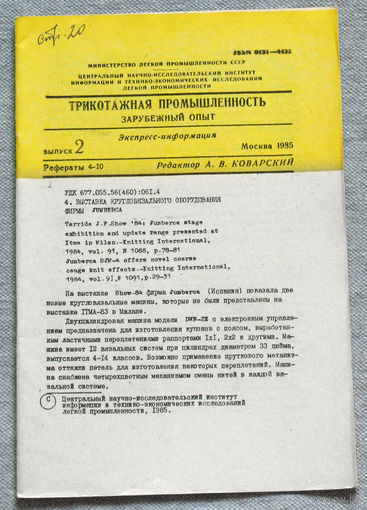 стр. 20
ISSN 0131-4432
МИНИСТЕРСТВО ЛЕГКОЙ ПРОМЫШЛЕННОСТИ СССР
ЦЕНТРАЛЬНЫЙ НАУЧНО-ИССЛЕДОВАТЕЛЬСКИЙ ИНСТИТУТ
ИНФОРМАЦИИ И ТЕХНИКО-ЭКОНОМИЧЕСКИХ ИССЛЕДОВАНИЙ
ЛЕГКОЙ ПРОМЫШЛЕННОСТИ
ТРИКОТАЖНАЯ ПРОМЫШЛЕННОСТЬ
ЗАРУБЕЖНЫЙ ОПЫТ
Экспресс-информация
выпуск 2 Москва 1985
Рефераты 4-10 Редактор А. В. КОВАРСКИЙ
УДК 677.055.56(460):061.4
4. ВЫСТАВКА КРУГЛОВЯЗАЛЬНОГО ОБОРУДОВАНИЯ
ФИРМЫ JUMBERCA
Tarrida J.F.Show '84: Jumberca stage
exhibition and update range presented at
Itma in Milan.-Knitting International,
1984, vol. 91, N 1088, p.78-81
Jumberca BJW-4 offers novel coarse
gauge knit effects.-Knitting International,
1984, vol.91,N 1091,p.29-31
На выставке Show-84 фирма Jumberca (Испания) показала две
новые кругловязальные машины, которые не были представлены на
выставке ITMA-83 в Милане.
Двухцилиндровая машина модели с электронным управле-
нием предназначена для изготовления купонов с поясом, выработан-
ным ластичными переплетениями раппортами 1х1, 2х2 и другими. Ма-
шина имеет 12 вязальных систем при цилиндрах диаметром 33 дюйма,
выпускается 4-14 классов. Возможно применение пруткового механиз-
ма оттяжки петель для изготовления некоторых переплетений. Маши-
на снабжена четырехцветным механизмом смены нитей в каждой вя-
зальной системе.
© Центральный научно-исследовательский институт
информации и технико-экономических исследований
легкой промышленности, 1985.